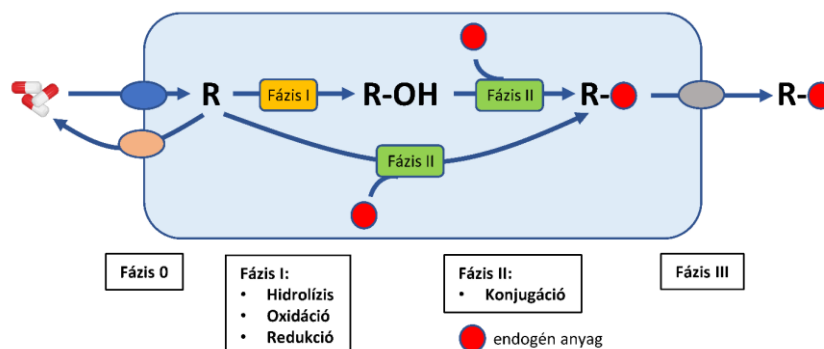 R
Fázis I
R-OH
Fázis II
R-
R-
Fázis II
Fázis 0
Fázis I:
• Hidrolízis
• Oxidáció
• Redukció
Fázis II:
• Konjugáció
Fázis III
endogén anyag